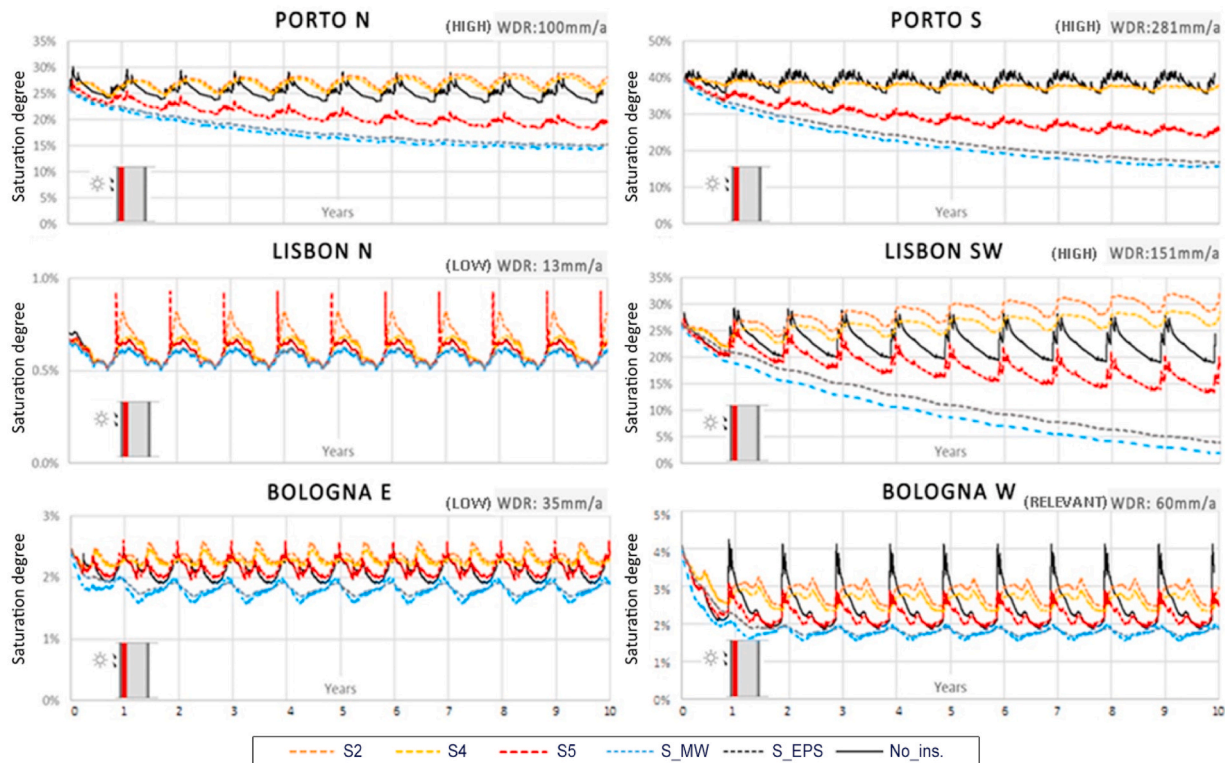 PORTO N
(HIGH) WDR:100mm/a
Saturation degree
35%
30%
25%
20%
15%
10%
5%
0%
Years
PORTO S
(HIGH) WDR:281mm/a
Saturation degree
50%
40%
30%
20%
10%
0%
Years
LISBON N
(LOW) WDR: 13mm/a
Saturation degree
1.0%
0.5%
0.0%
Years
LISBON SW
(HIGH) WDR:151mm/a
Saturation degree
35%
30%
25%
20%
15%
10%
5%
0%
Years
BOLOGNA E
(LOW) WDR: 35mm/a
Saturation degree
3%
2%
1%
0%
Years
0 1 2 3 4 5 6 7 8 9 10
BOLOGNA W
(RELEVANT) WDR: 60mm/a
Saturation degree
5%
4%
3%
2%
1%
0%
Years
0 1 2 3 4 5 6 7 8 9 10
S2 S4 S5 S_MW S_EPS No_ins.